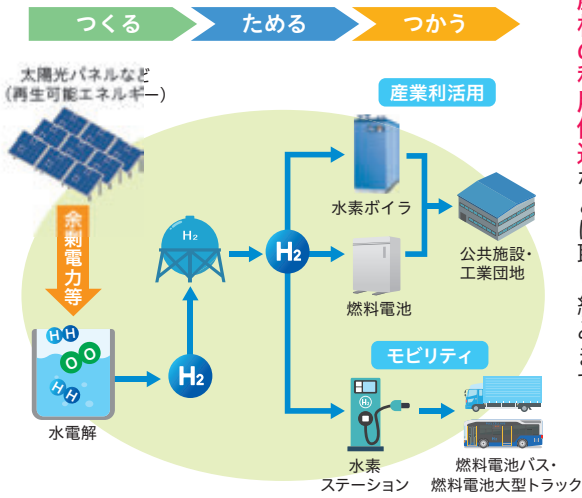 つくる
ためる
つかう
太陽光パネルなど
(再生可能エネルギー)
産業利活用
余剰電力等
水素ボイラ
H2
H2
公共施設・
工業団地
燃料電池
モビリティ
HH
OO
HH
H2
H2
水電解
水素
ステーション
燃料電池バス・
燃料電池大型トラック